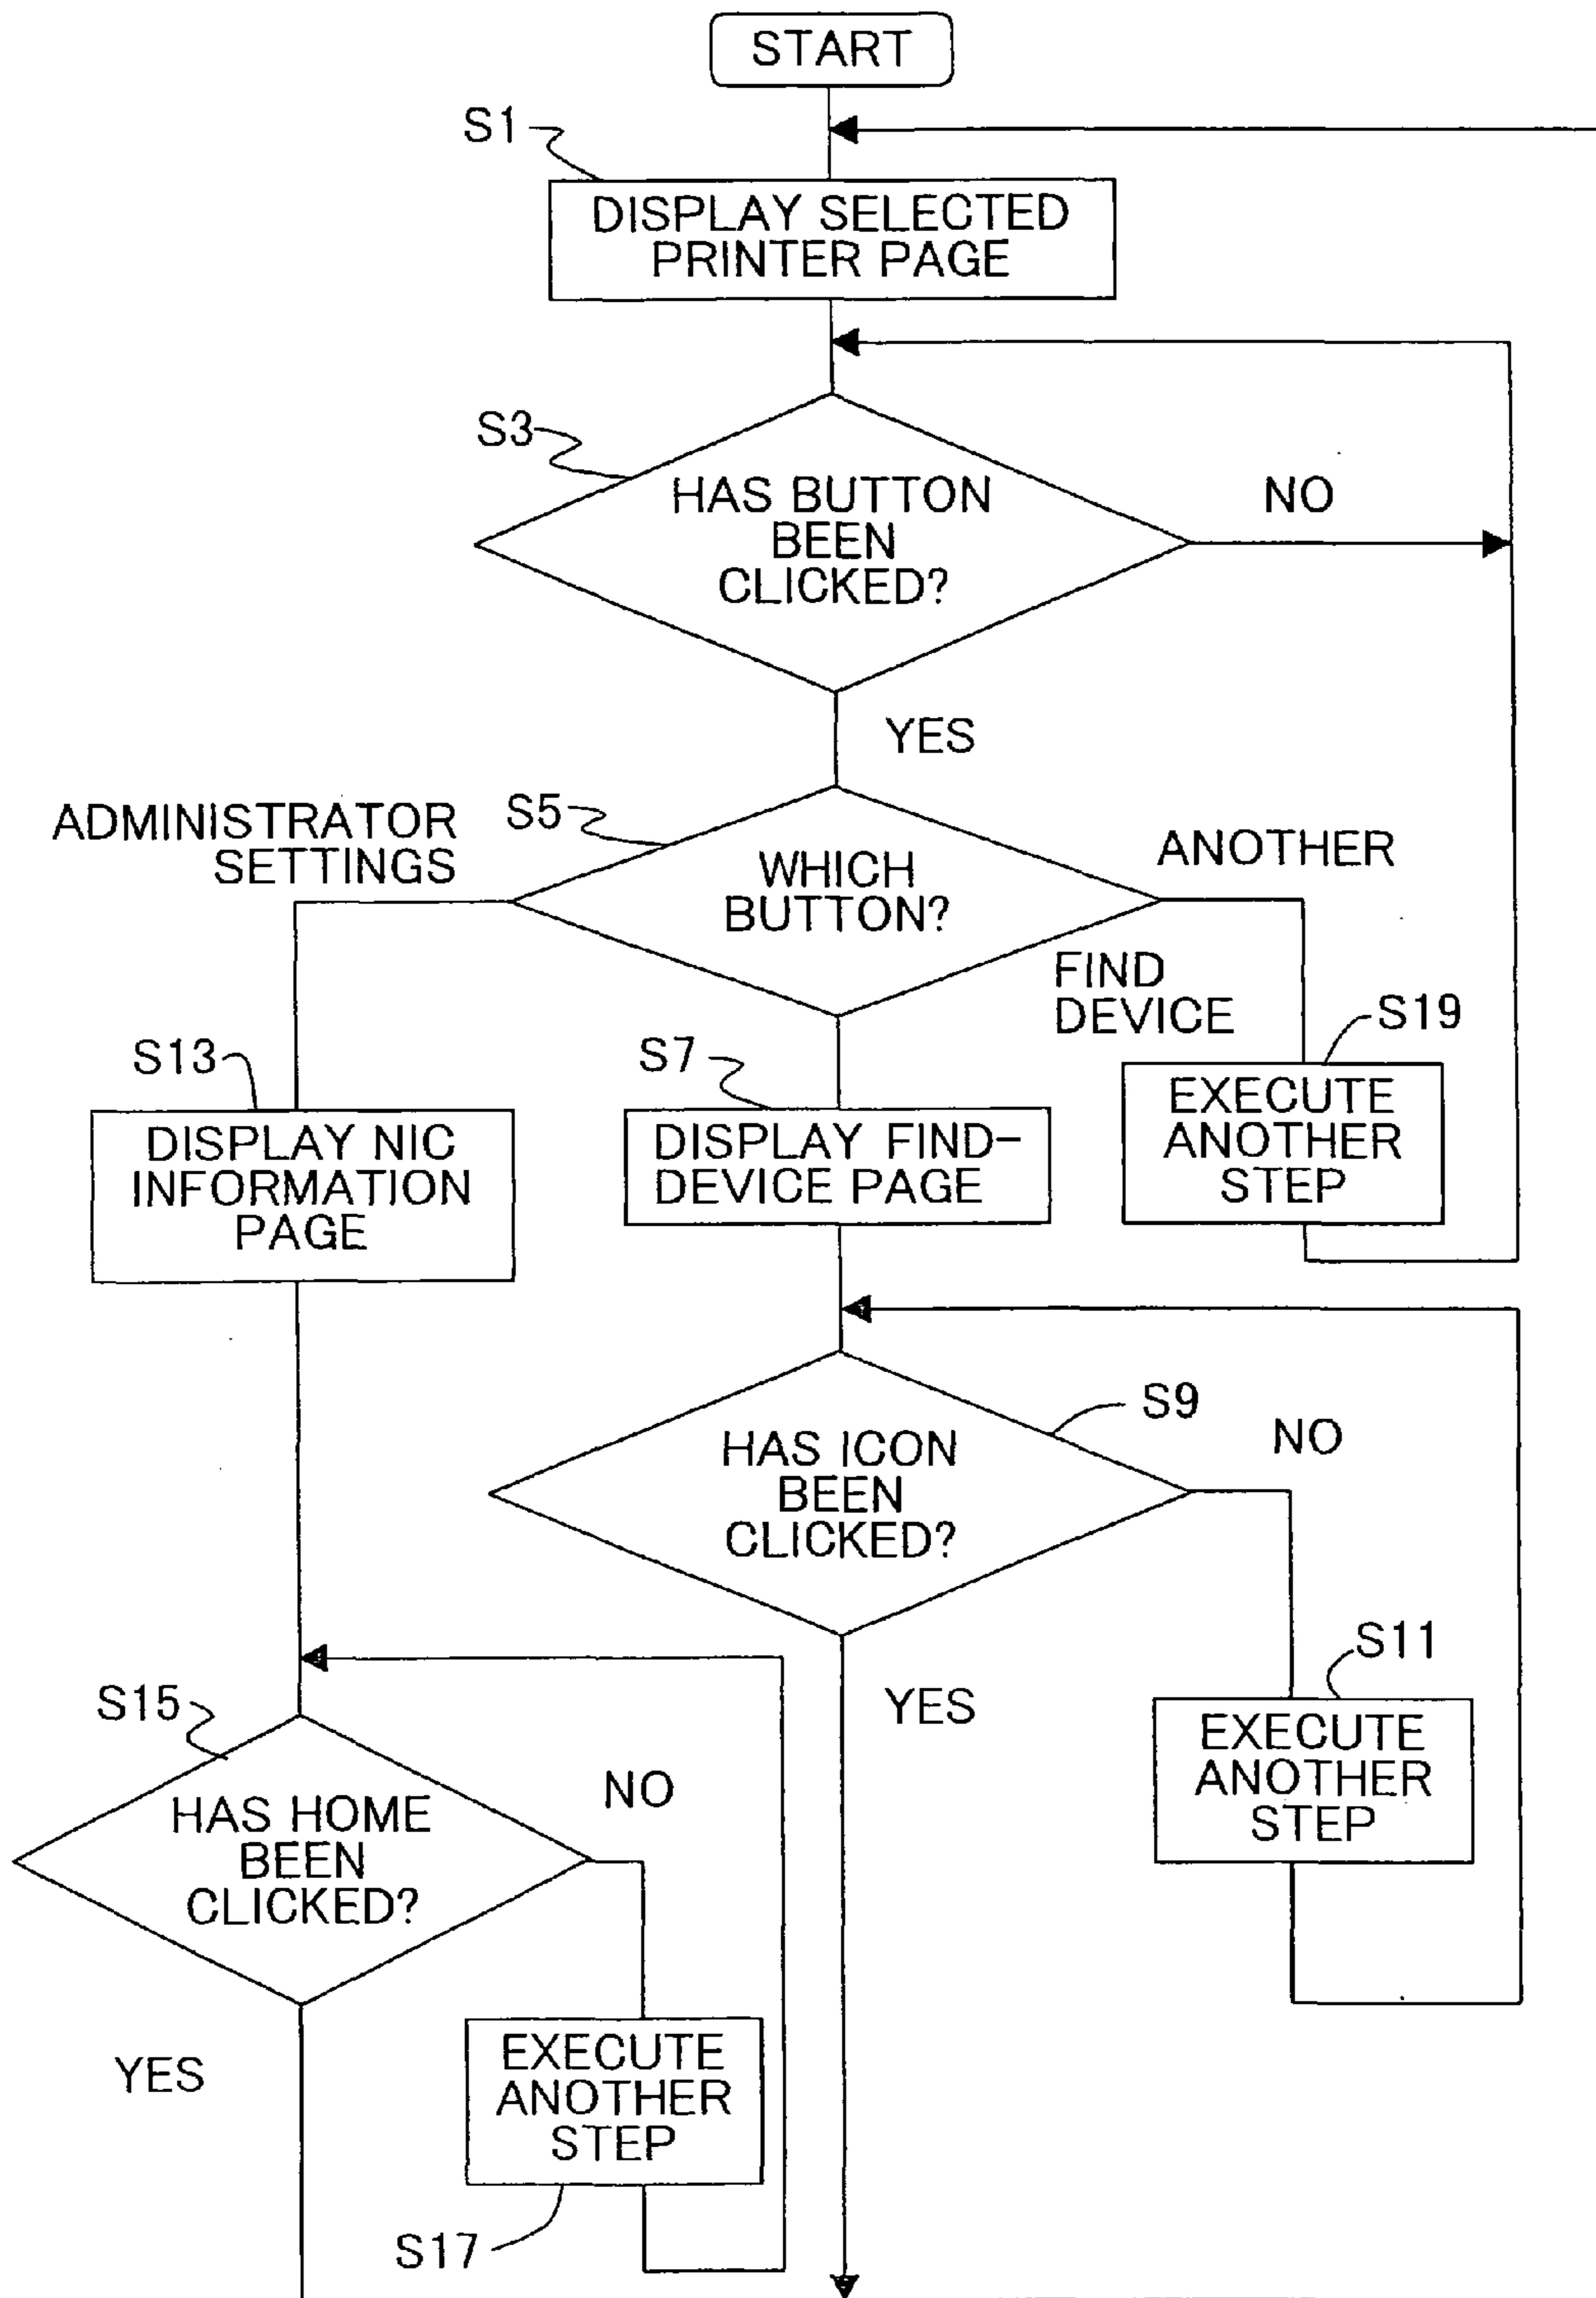 START
S1
DISPLAY SELECTED
PRINTER PAGE
S3
HAS BUTTON
BEEN
CLICKED?
NO
YES
ADMINISTRATOR
SETTINGS
S5
WHICH
BUTTON?
ANOTHER
FIND
DEVICE
S19
EXECUTE
ANOTHER
STEP
S13
DISPLAY NIC
INFORMATION
PAGE
S7
DISPLAY FIND-
DEVICE PAGE
S9
HAS ICON
BEEN
CLICKED?
NO
YES
S11
EXECUTE
ANOTHER
STEP
S15
HAS HOME
BEEN
CLICKED?
NO
YES
EXECUTE
ANOTHER
STEP
S17